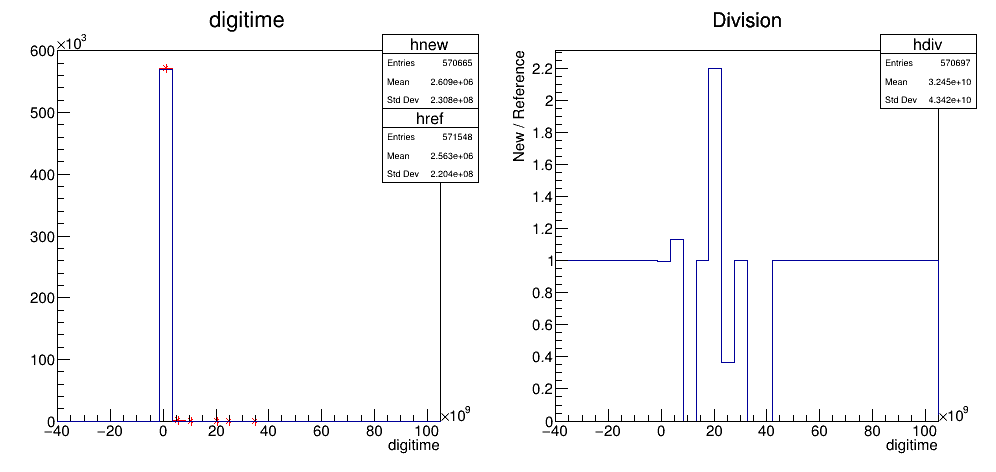 digitime
×10³
hnew
Entries 570665
Mean 2.609e+06
Std Dev 2.308e+08
href
Entries 571548
Mean 2.563e+06
Std Dev 2.204e+08
600
500
400
300
200
100
0
−40 −20 0 20 40 60 80 100
×10⁹
digitime
Division
hdiv
Entries 570697
Mean 3.245e+10
Std Dev 4.342e+10
New / Reference
2.2
2
1.8
1.6
1.4
1.2
1
0.8
0.6
0.4
0.2
0
−40 −20 0 20 40 60 80 100
×10⁹
digitime